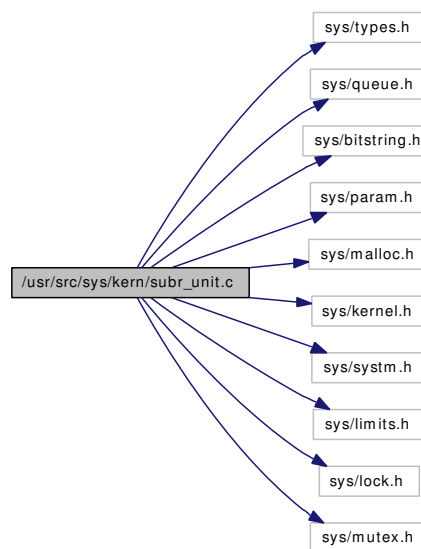 sys/types.h
sys/queue.h
sys/bitstring.h
sys/param.h
sys/malloc.h
/usr/src/sys/kern/subr_unit.c
sys/kernel.h
sys/systm.h
sys/limits.h
sys/lock.h
sys/mutex.h